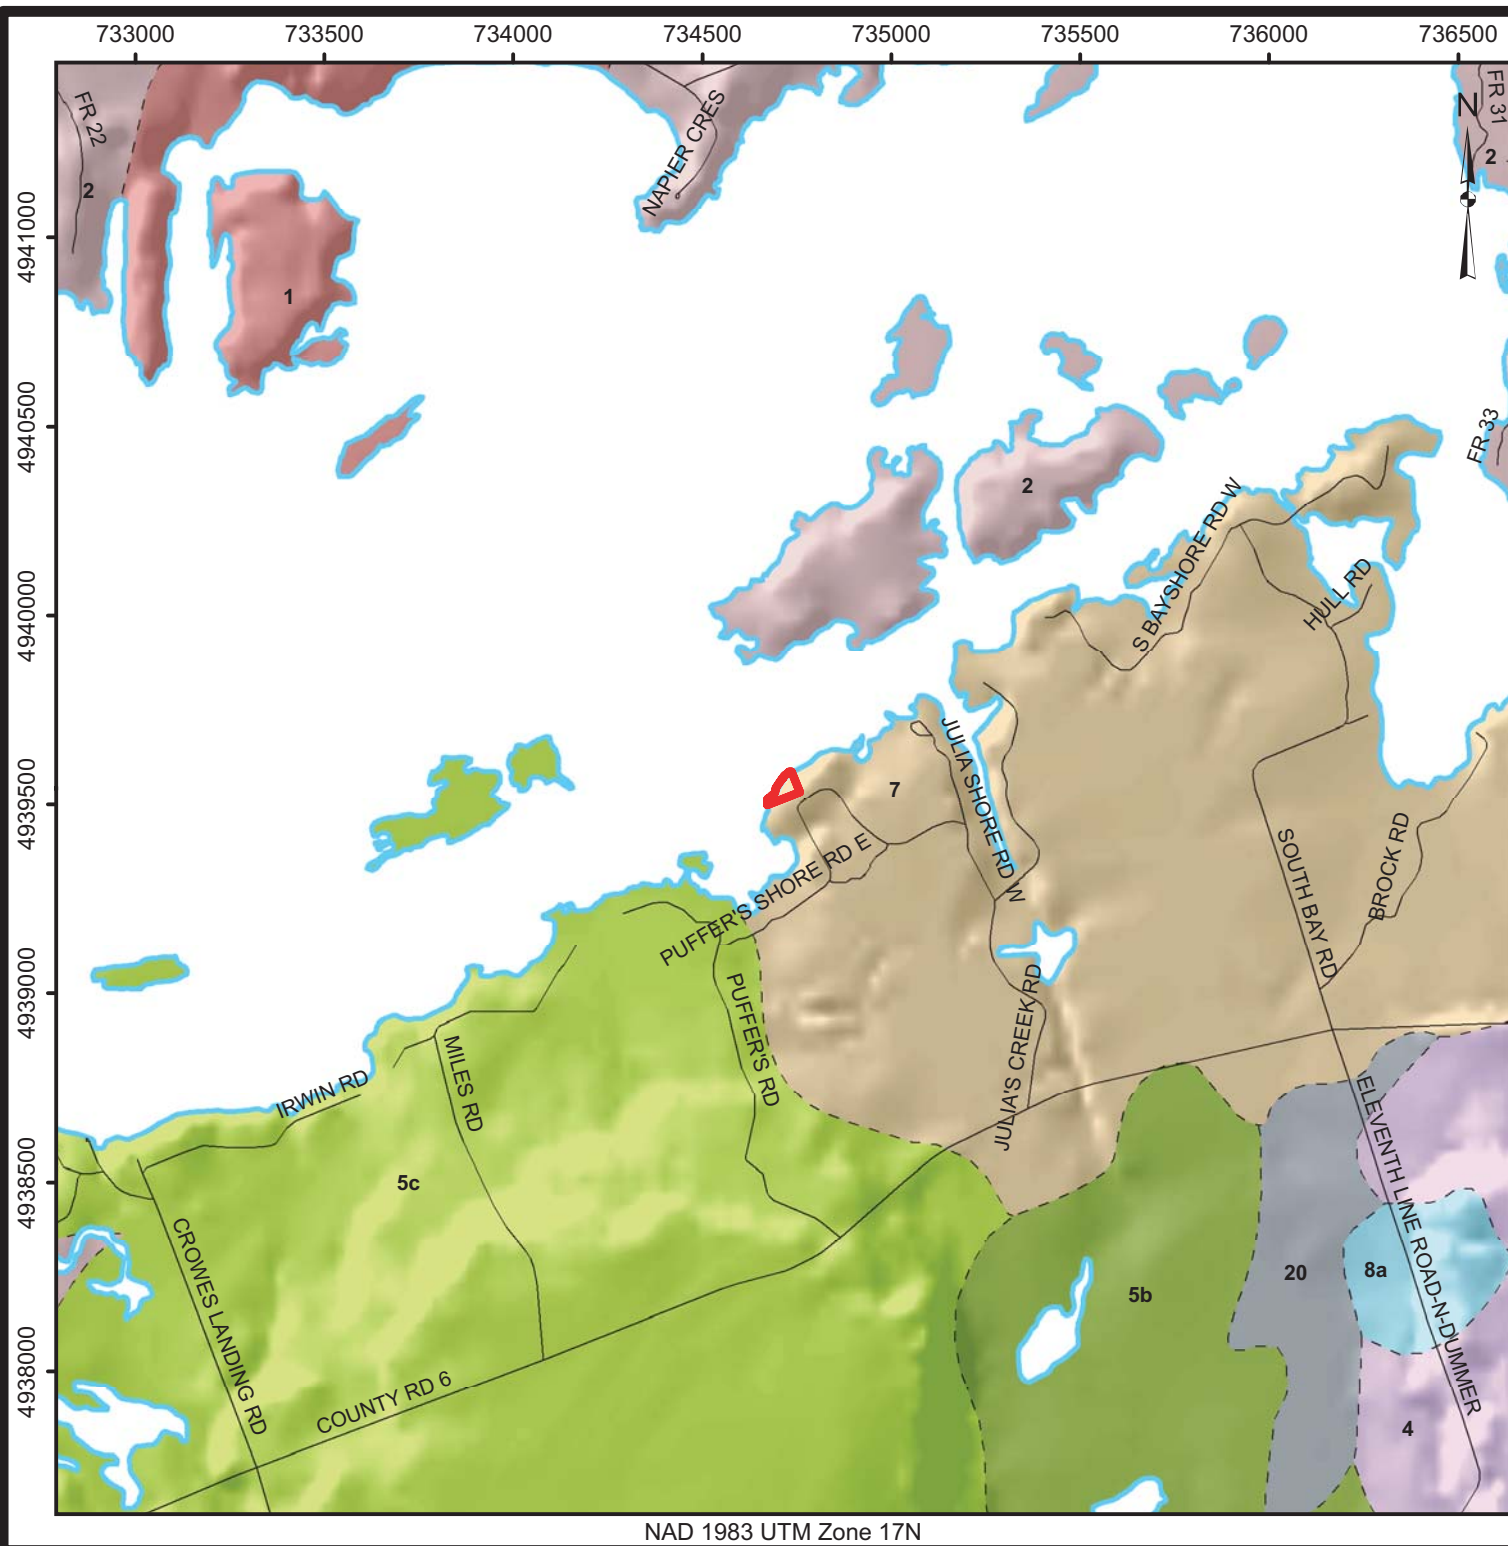 733000 733500 734000 734500 735000 735500 736000 736500
4941000
4940500
4940000
4939500
4939000
4938500
4938000
FR 22
2
1
NAPIER CRES
N
FR 31
2
FR 33
2
S BAYSHORE RD W
HULL RD
JULIA SHORE RD W
7
PUFFER'S SHORE RD E
SOUTH BAY RD
BROCK RD
PUFFER'S RD
JULIA'S CREEK RD
IRWIN RD
MILES RD
5c
CROWES LANDING RD
COUNTY RD 6
5b
20
8a
ELEVENTH LINE ROAD-N-DUMMER
4
NAD 1983 UTM Zone 17N